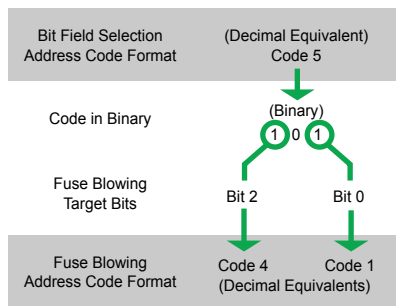 Bit Field Selection
Address Code Format
(Decimal Equivalent)
Code 5
Code in Binary
(Binary)
1 0 1
Fuse Blowing
Target Bits
Bit 2
Bit 0
Fuse Blowing
Address Code Format
Code 4
Code 1
(Decimal Equivalents)